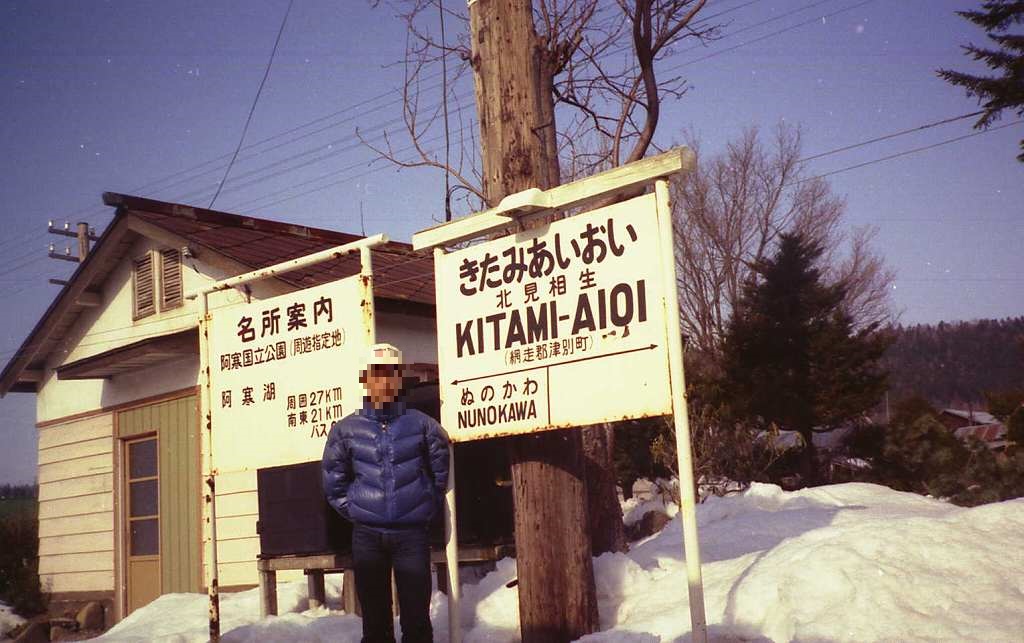 名所案内
阿寒国立公園(周遊指定地)
阿寒湖
周囲27Km
南東21Km
バス
きたみあいおい
北見相生
KITAMI-AIOI
(網走郡津別町)
ぬのかわ
NUNOKAWA